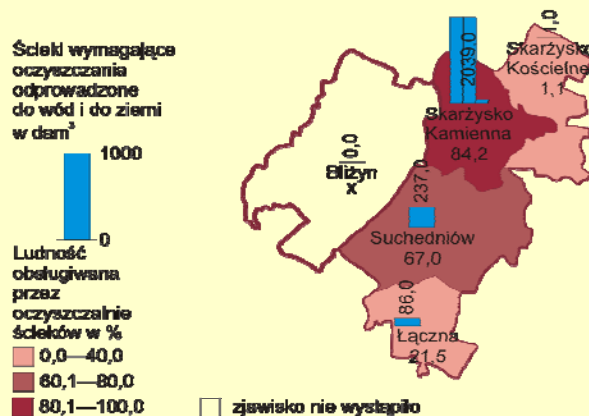 Ścieki wymagające
oczyszczania
odprowadzone
do wód i do ziemi
w dam³
1000
0
Ludność
obsługiwana
przez
oczyszczalnie
ścieków w %
0,0—40,0
60,1—80,0
80,1—100,0
zjawisko nie wystąpiło
1,0
Skarżysko
Kościelne
1,1
2039,0
Skarżysko
Kamienna
84,2
0,0
Bliżyn
x
237,0
Suchedniów
67,0
86,0
Łączna
21,5